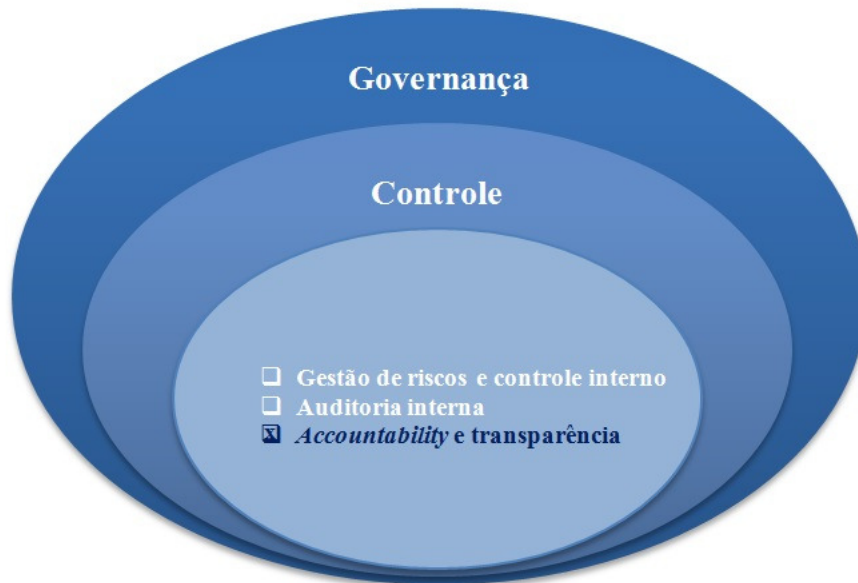 Governança
Controle
❑ Gestão de riscos e controle interno
❑ Auditoria interna
☒ Accountability e transparência